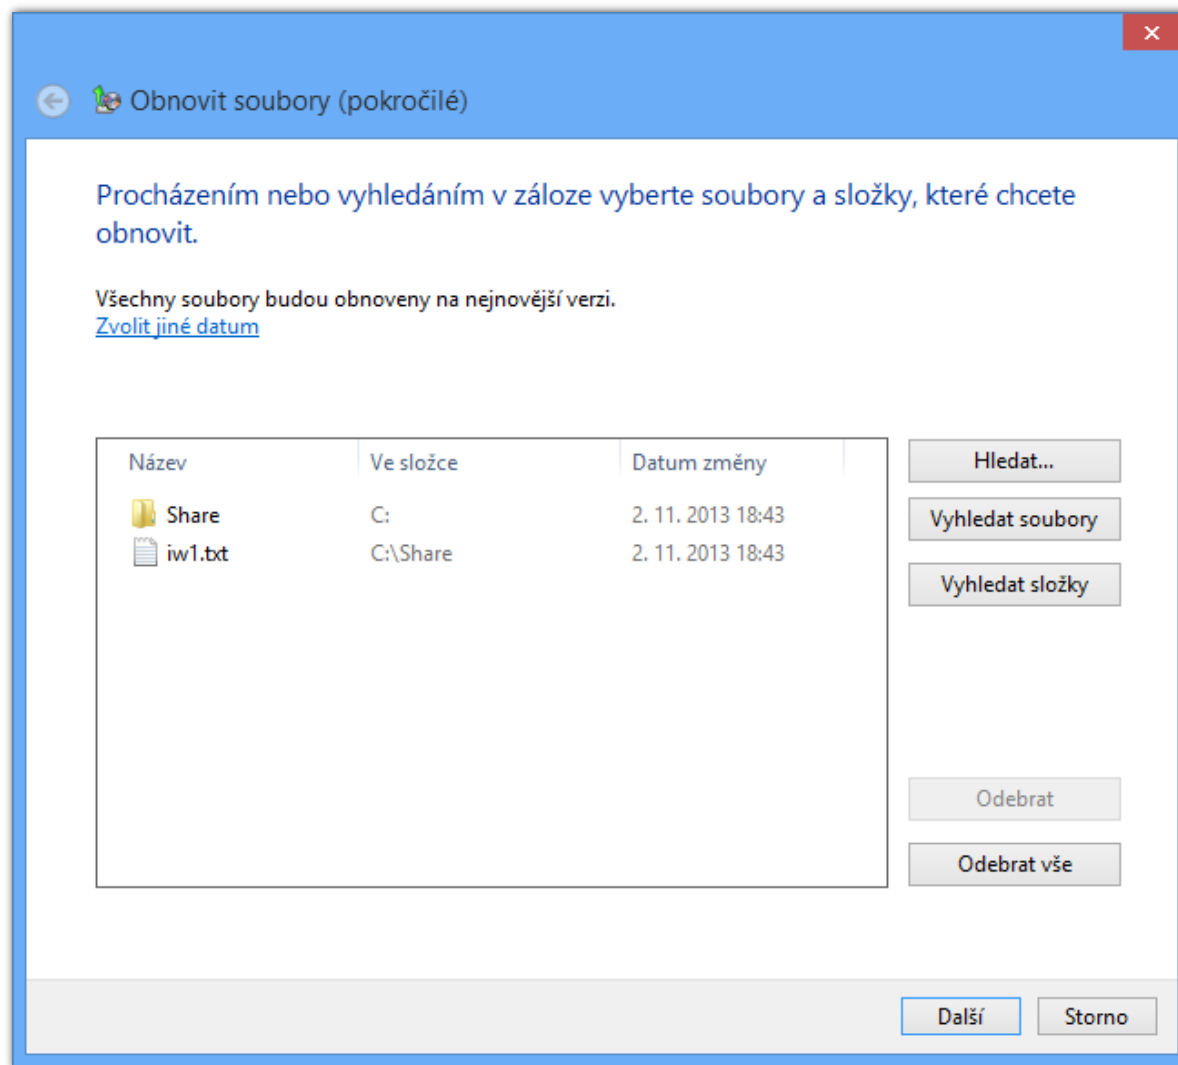 Obnovit soubory (pokročilé)
Procházením nebo vyhledáním v záloze vyberte soubory a složky, které chcete
obnovit.
Všechny soubory budou obnoveny na nejnovější verzi.
Zvolit jiné datum
Název Ve složce Datum změny
Share C: 2. 11. 2013 18:43
iw1.txt C:\Share 2. 11. 2013 18:43
Hledat...
Vyhledat soubory
Vyhledat složky
Odebrat
Odebrat vše
Další Storno